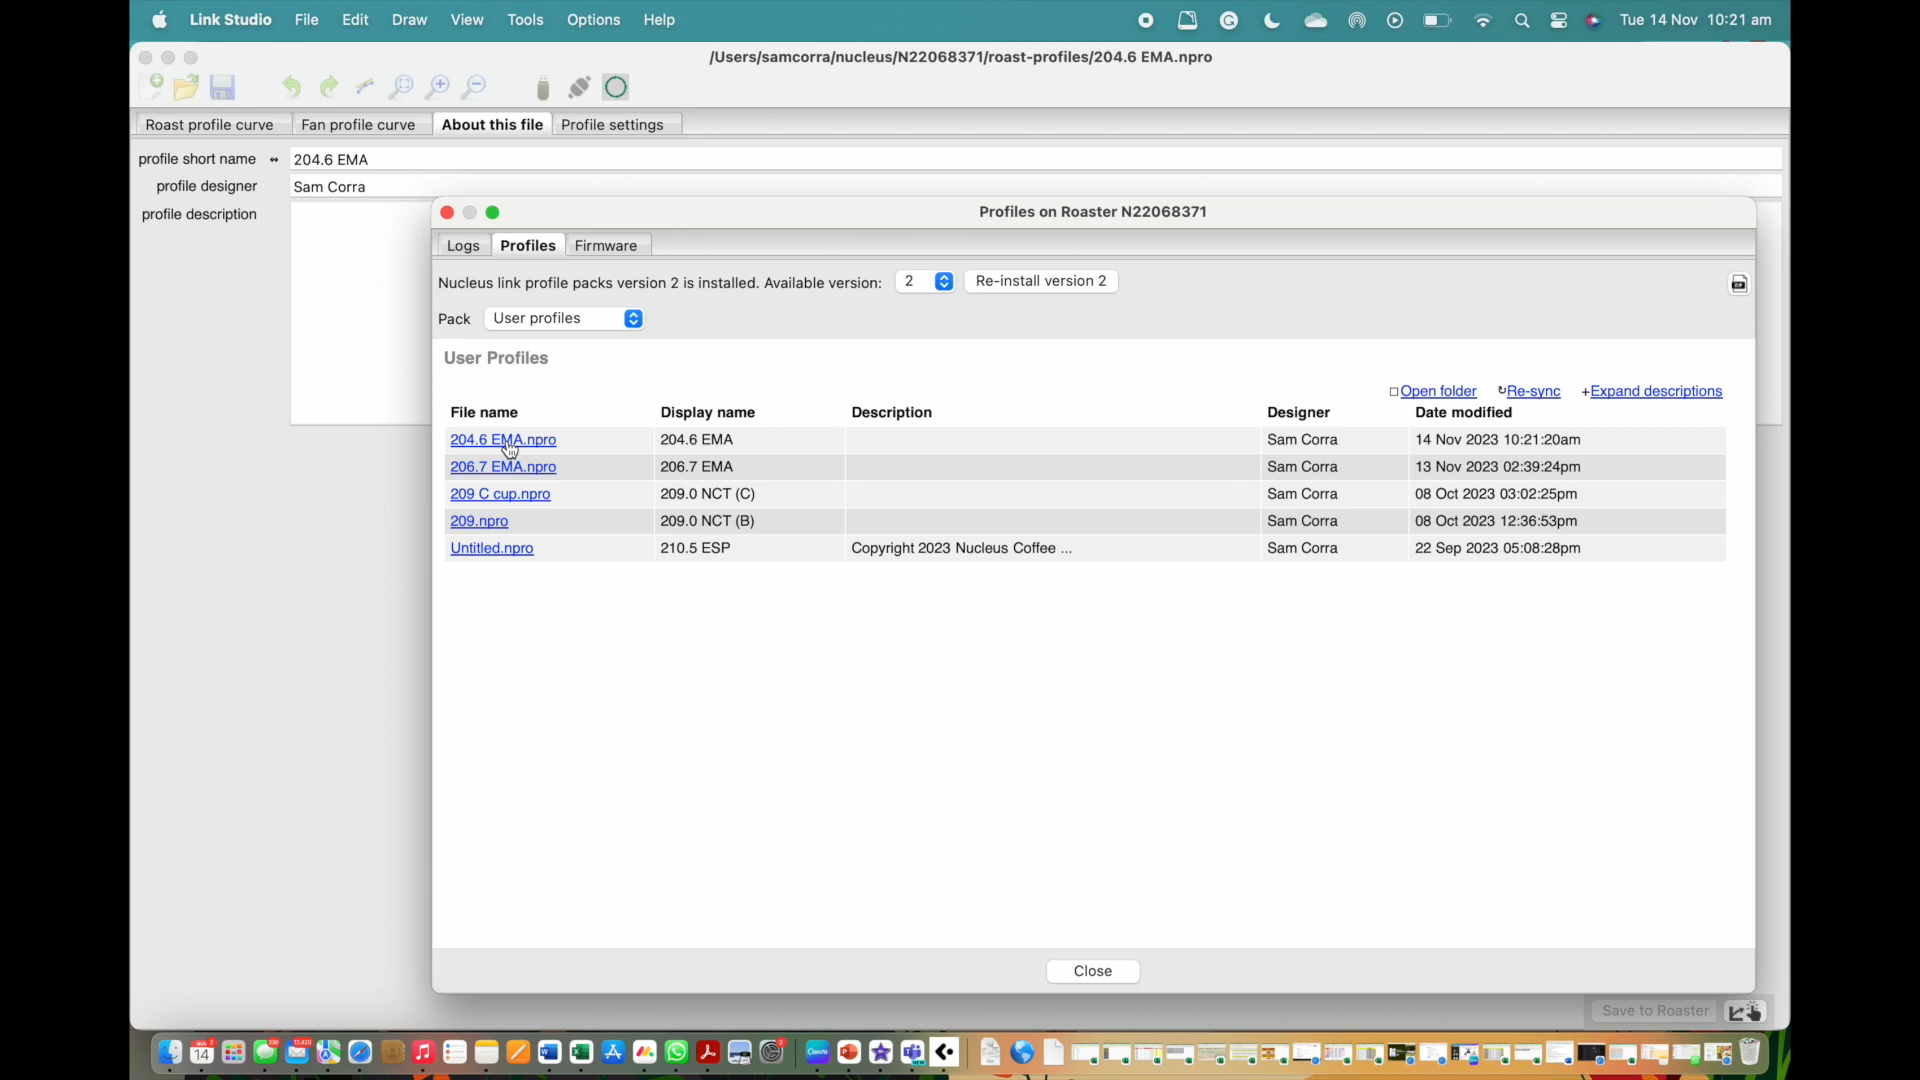 Link Studio File Edit Draw View Tools Options Help Tue 14 Nov 10:21 am
/Users/samcorra/nucleus/N22068371/roast-profiles/204.6 EMA.npro
Roast profile curve Fan profile curve About this file Profile settings
profile short name 204.6 EMA
profile designer Sam Corra
profile description
Profiles on Roaster N22068371
Logs Profiles Firmware
Nucleus link profile packs version 2 is installed. Available version: 2 Re-install version 2
Pack User profiles
User Profiles
Open folder Re-sync +Expand descriptions
File name Display name Description Designer Date modified
204.6 EMA.npro 204.6 EMA Sam Corra 14 Nov 2023 10:21:20am
206.7 EMA.npro 206.7 EMA Sam Corra 13 Nov 2023 02:39:24pm
209 C cup.npro 209.0 NCT (C) Sam Corra 08 Oct 2023 03:02:25pm
209.npro 209.0 NCT (B) Sam Corra 08 Oct 2023 12:36:53pm
Untitled.npro 210.5 ESP Copyright 2023 Nucleus Coffee ... Sam Corra 22 Sep 2023 05:08:28pm
Close
Save to Roaster